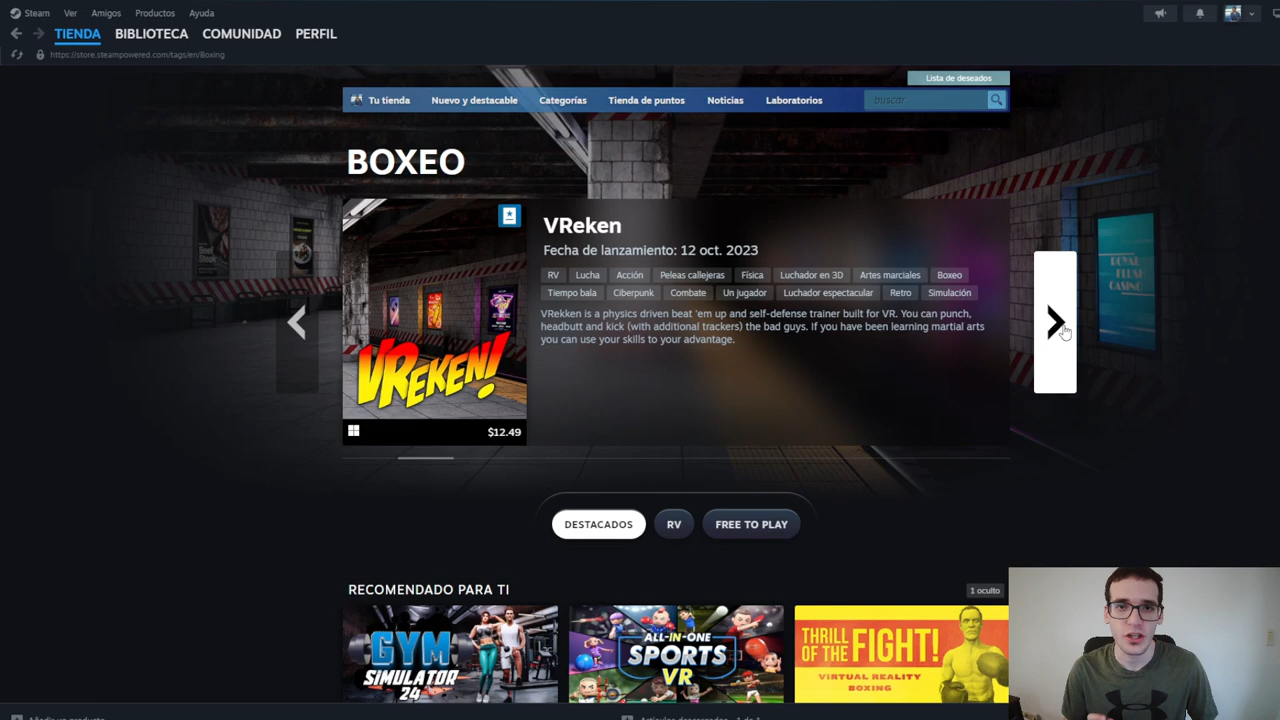 Steam Ver Amigos Productos Ayuda
TIENDA BIBLIOTECA COMUNIDAD PERFIL
https://store.steampowered.com/tags/en/Boxing
Lista de deseados
Tu tienda Nuevo y destacable Categorías Tienda de puntos Noticias Laboratorios buscar
BOXEO
VReken
Fecha de lanzamiento: 12 oct. 2023
RV Lucha Acción Peleas callejeras Física Luchador en 3D Artes marciales Boxeo
Tiempo bala Ciberpunk Combate Un jugador Luchador espectacular Retro Simulación
VRekken is a physics driven beat 'em up and self-defense trainer built for VR. You can punch,
headbutt and kick (with additional trackers) the bad guys. If you have been learning martial arts
you can use your skills to your advantage.
VREKEN!
$12.49
ROYAL
FLUSH
CASINO
DESTACADOS RV FREE TO PLAY
RECOMENDADO PARA TI
1 oculto
GYM
SIMULATOR
24
ALL-IN-ONE
SPORTS
VR
THRILL
OF THE FIGHT!
VIRTUAL REALITY
BOXING